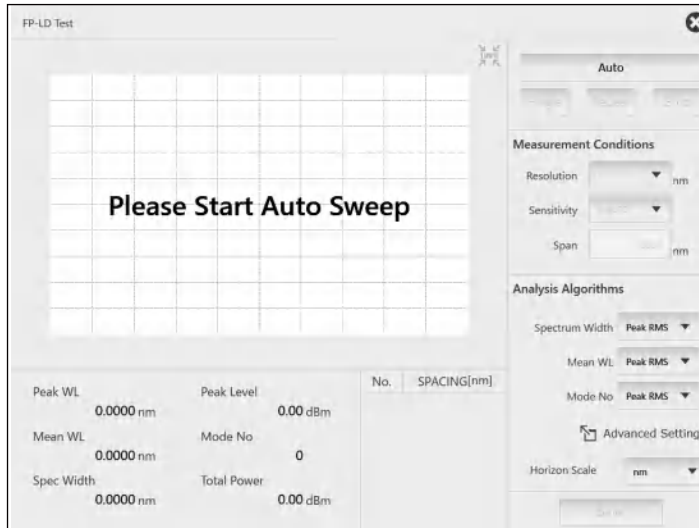 FP-LD Test
Auto
Please Start Auto Sweep
Measurement Conditions
Resolution nm
Sensitivity
Span nm
Analysis Algorithms
Spectrum Width Peak RMS
Mean WL Peak RMS
Mode No Peak RMS
Advanced Setting
Horizon Scale nm
Peak WL
0.0000 nm
Peak Level
0.00 dBm
Mean WL
0.0000 nm
Mode No
0
Spec Width
0.0000 nm
Total Power
0.00 dBm
No. SPACING[nm]